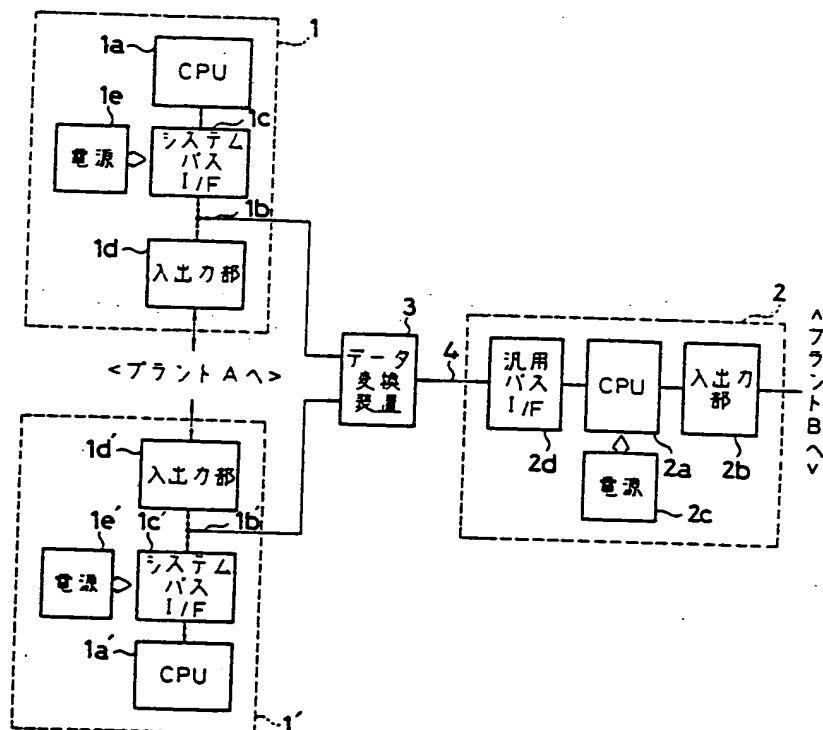 1
1a
CPU
1e
1c
電源
システム
バス
I/F
1b
1d
入出力部
<プラントAへ>
3
データ
変換
装置
4
2
汎用
バス
I/F
2d
CPU
2a
入出力
部
2b
電源
2c
<プラントBへ>
1d′
入出力部
1b′
1e′
1c′
電源
システム
バス
I/F
1a′
CPU
1′